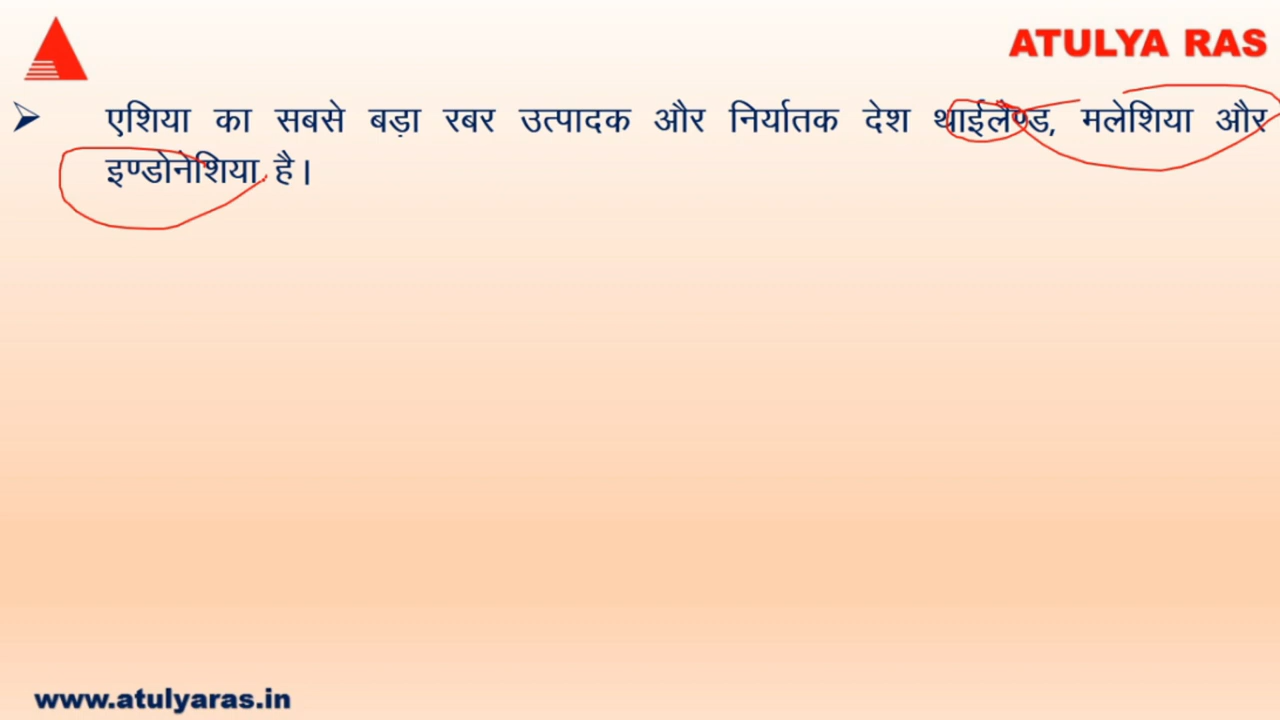 ATULYA RAS
➢ एशिया का सबसे बड़ा रबर उत्पादक और निर्यातक देश थाईलैण्ड, मलेशिया और
इण्डोनेशिया है।
www.atulyaras.in